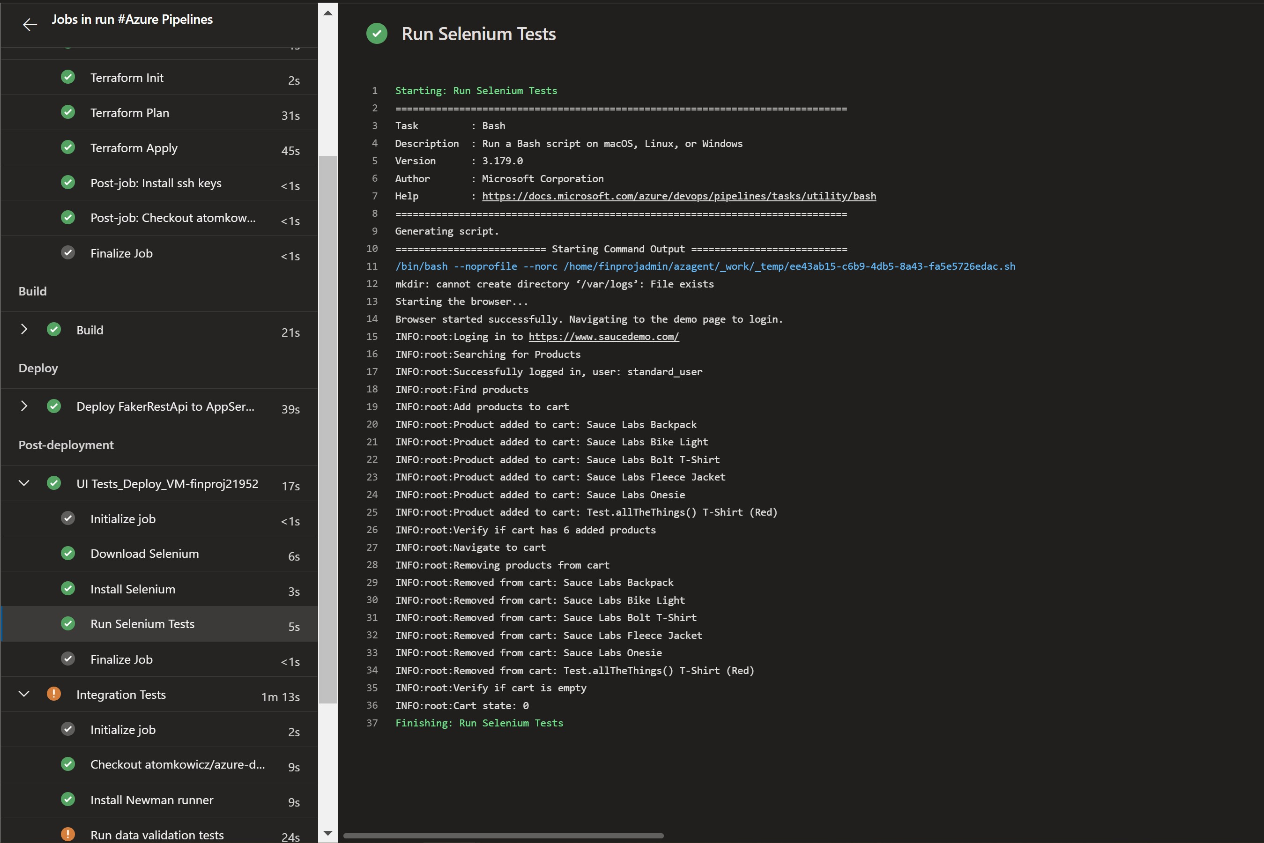 Jobs in run #Azure Pipelines
Terraform Init 2s
Terraform Plan 31s
Terraform Apply 45s
Post-job: Install ssh keys <1s
Post-job: Checkout atomkow... <1s
Finalize Job <1s
Build
Build 21s
Deploy
Deploy FakerRestApi to AppSer... 39s
Post-deployment
UI Tests_Deploy_VM-finproj21952 17s
Initialize job <1s
Download Selenium 6s
Install Selenium 3s
Run Selenium Tests 5s
Finalize Job <1s
Integration Tests 1m 13s
Initialize job 2s
Checkout atomkowicz/azure-d... 9s
Install Newman runner 9s
Run data validation tests 24s
Run Selenium Tests
1 Starting: Run Selenium Tests
2 ==============================================================================
3 Task         : Bash
4 Description  : Run a Bash script on macOS, Linux, or Windows
5 Version      : 3.179.0
6 Author       : Microsoft Corporation
7 Help         : https://docs.microsoft.com/azure/devops/pipelines/tasks/utility/bash
8 ==============================================================================
9 Generating script.
10 ========================== Starting Command Output ===========================
11 /bin/bash --noprofile --norc /home/finprojadmin/azagent/_work/_temp/ee43ab15-c6b9-4db5-8a43-fa5e5726edac.sh
12 mkdir: cannot create directory ‘/var/logs’: File exists
13 Starting the browser...
14 Browser started successfully. Navigating to the demo page to login.
15 INFO:root:Loging in to https://www.saucedemo.com/
16 INFO:root:Searching for Products
17 INFO:root:Successfully logged in, user: standard_user
18 INFO:root:Find products
19 INFO:root:Add products to cart
20 INFO:root:Product added to cart: Sauce Labs Backpack
21 INFO:root:Product added to cart: Sauce Labs Bike Light
22 INFO:root:Product added to cart: Sauce Labs Bolt T-Shirt
23 INFO:root:Product added to cart: Sauce Labs Fleece Jacket
24 INFO:root:Product added to cart: Sauce Labs Onesie
25 INFO:root:Product added to cart: Test.allTheThings() T-Shirt (Red)
26 INFO:root:Verify if cart has 6 added products
27 INFO:root:Navigate to cart
28 INFO:root:Removing products from cart
29 INFO:root:Removed from cart: Sauce Labs Backpack
30 INFO:root:Removed from cart: Sauce Labs Bike Light
31 INFO:root:Removed from cart: Sauce Labs Bolt T-Shirt
32 INFO:root:Removed from cart: Sauce Labs Fleece Jacket
33 INFO:root:Removed from cart: Sauce Labs Onesie
34 INFO:root:Removed from cart: Test.allTheThings() T-Shirt (Red)
35 INFO:root:Verify if cart is empty
36 INFO:root:Cart state: 0
37 Finishing: Run Selenium Tests